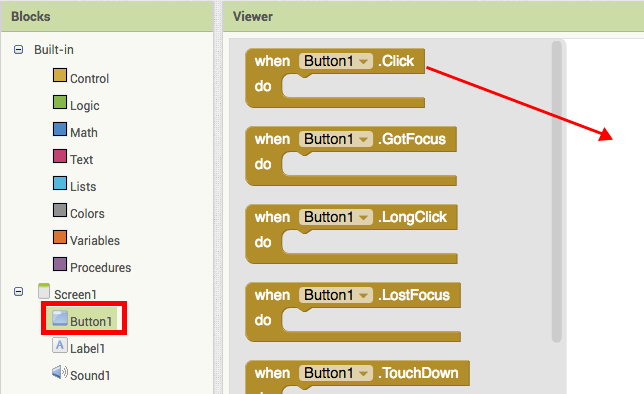 Blocks
Viewer
Built-in
Control
Logic
Math
Text
Lists
Colors
Variables
Procedures
Screen1
Button1
A Label1
Sound1
when Button1 .Click
do
when Button1 .GotFocus
do
when Button1 .LongClick
do
when Button1 .LostFocus
do
when Button1 .TouchDown
do